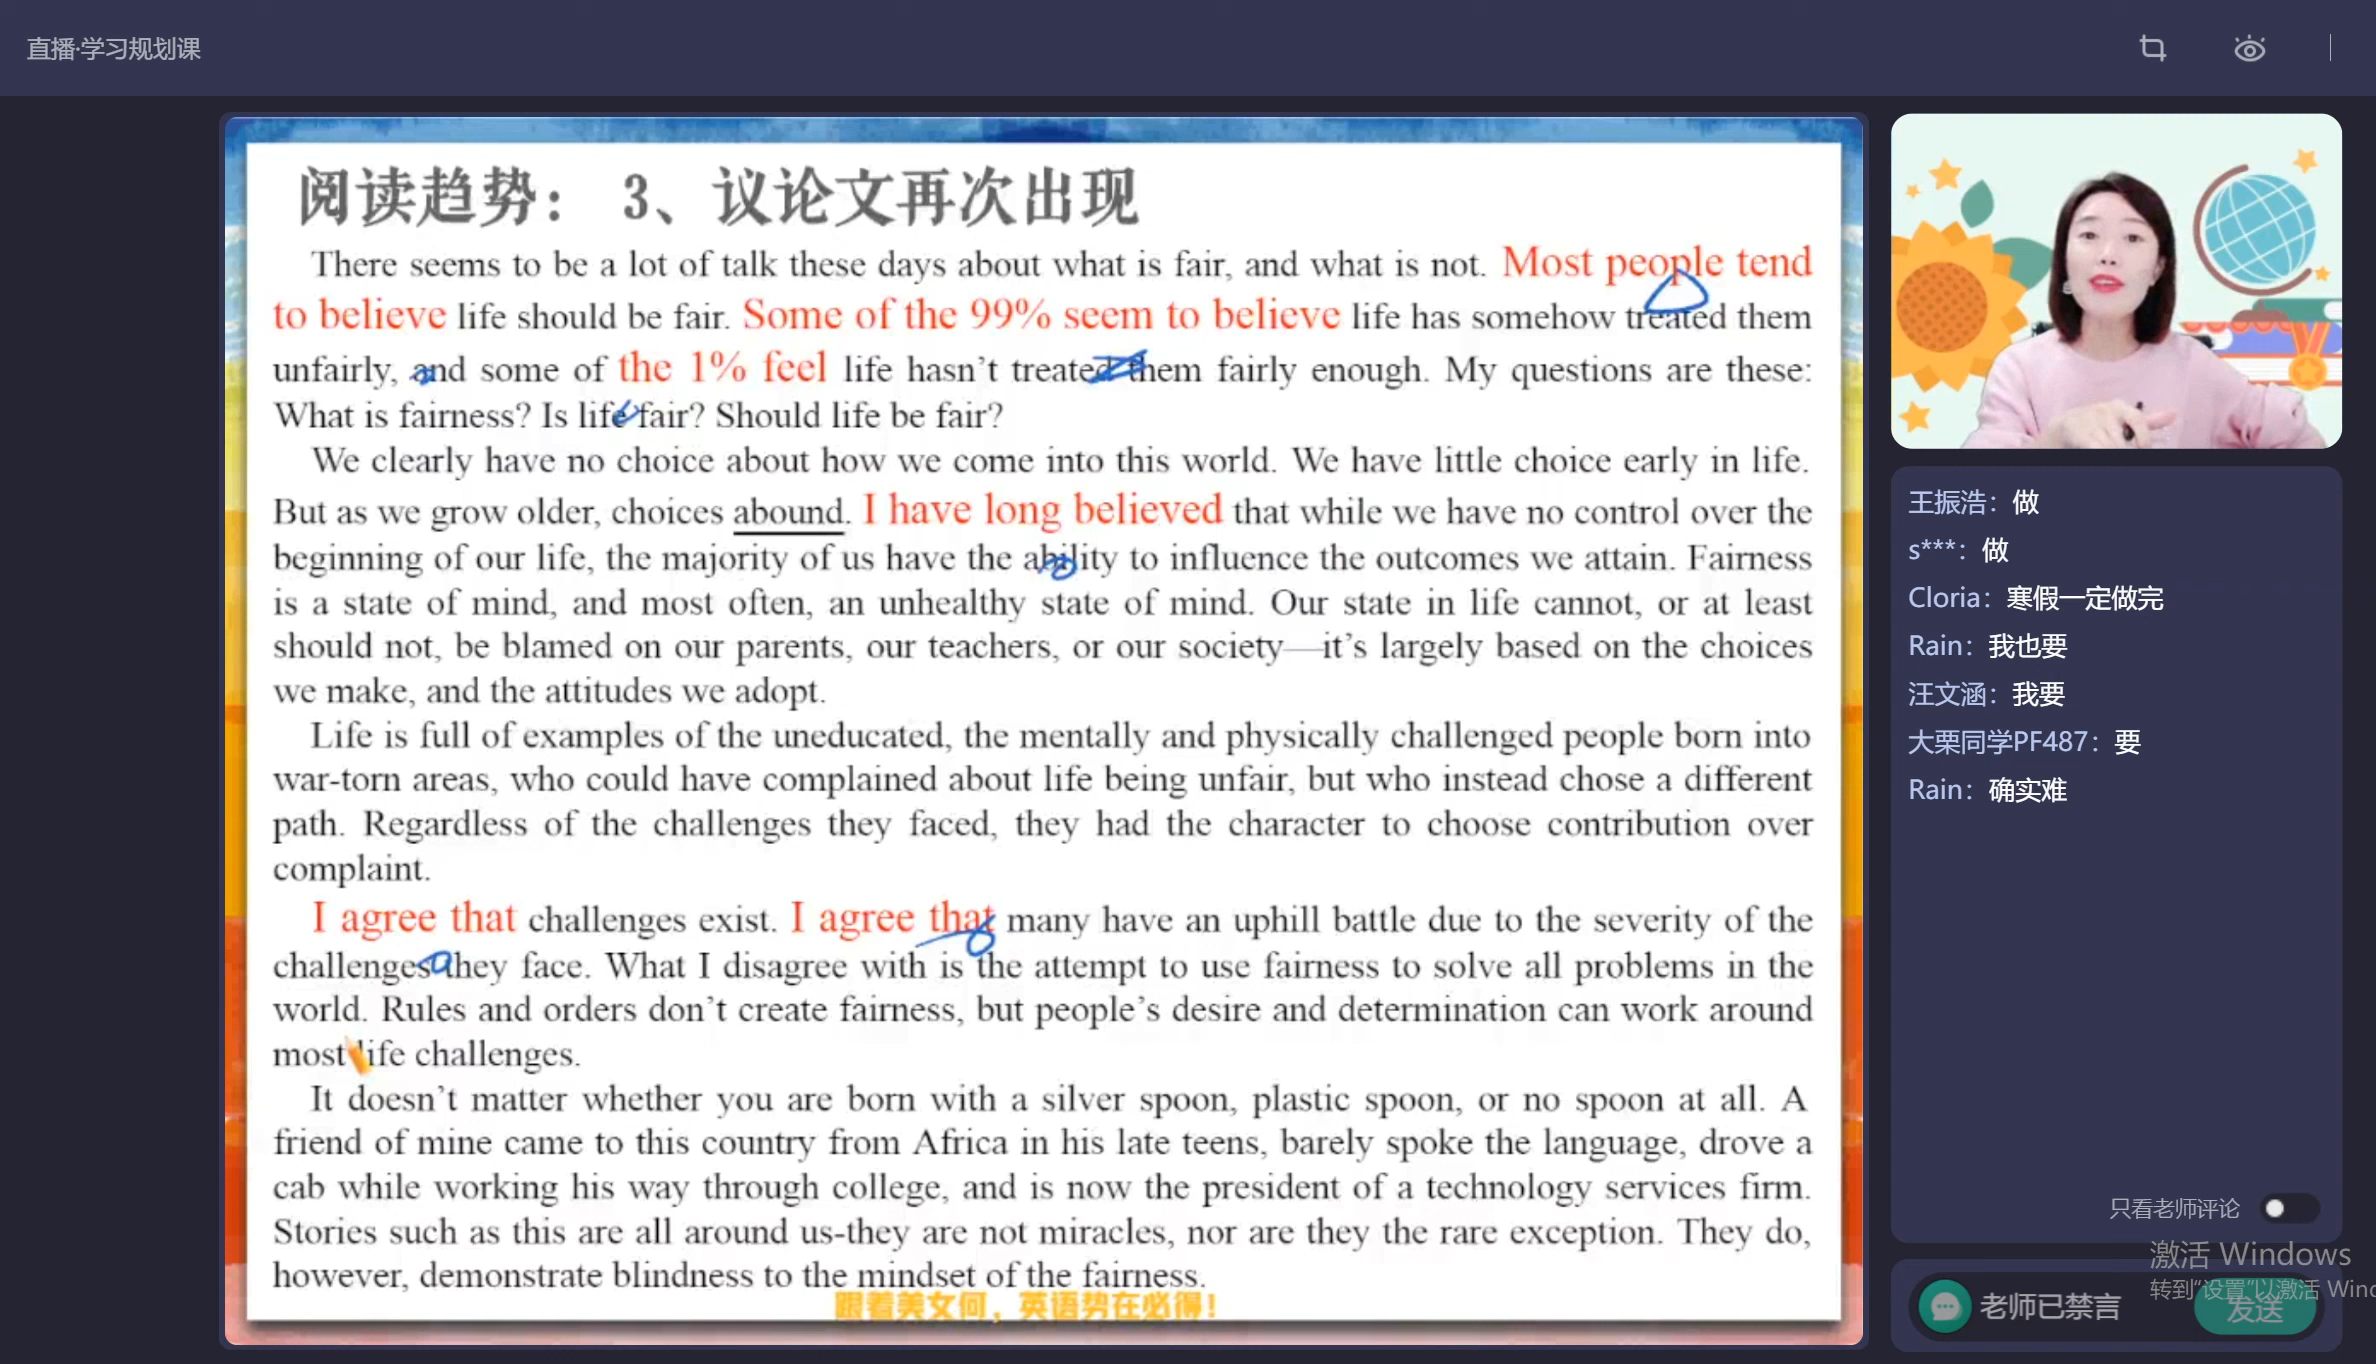 直播·学习规划课
阅读趋势： 3、议论文再次出现
There seems to be a lot of talk these days about what is fair, and what is not. Most people tend
to believe life should be fair. Some of the 99% seem to believe life has somehow treated them
unfairly, and some of the 1% feel life hasn’t treated them fairly enough. My questions are these:
What is fairness? Is life fair? Should life be fair?
We clearly have no choice about how we come into this world. We have little choice early in life.
But as we grow older, choices abound. I have long believed that while we have no control over the
beginning of our life, the majority of us have the ability to influence the outcomes we attain. Fairness
is a state of mind, and most often, an unhealthy state of mind. Our state in life cannot, or at least
should not, be blamed on our parents, our teachers, or our society—it’s largely based on the choices
we make, and the attitudes we adopt.
Life is full of examples of the uneducated, the mentally and physically challenged people born into
war-torn areas, who could have complained about life being unfair, but who instead chose a different
path. Regardless of the challenges they faced, they had the character to choose contribution over
complaint.
I agree that challenges exist. I agree that many have an uphill battle due to the severity of the
challenges they face. What I disagree with is the attempt to use fairness to solve all problems in the
world. Rules and orders don’t create fairness, but people’s desire and determination can work around
most life challenges.
It doesn’t matter whether you are born with a silver spoon, plastic spoon, or no spoon at all. A
friend of mine came to this country from Africa in his late teens, barely spoke the language, drove a
cab while working his way through college, and is now the president of a technology services firm.
Stories such as this are all around us-they are not miracles, nor are they the rare exception. They do,
however, demonstrate blindness to the mindset of the fairness.
跟着美女何，英语势在必得！
王振浩：做
s***：做
Cloria：寒假一定做完
Rain：我也要
汪文涵：我要
大栗同学PF487：要
Rain：确实难
只看老师评论
激活 Windows
转到“设置”以激活 Winc
老师已禁言
发送